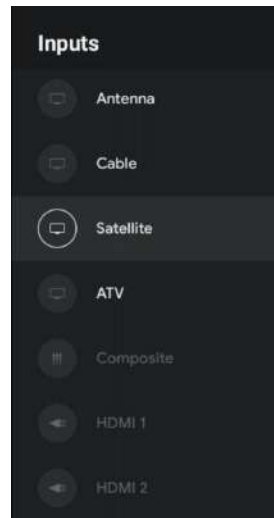 Inputs
Antenna
Cable
Satellite
ATV
Composite
HDMI 1
HDMI 2